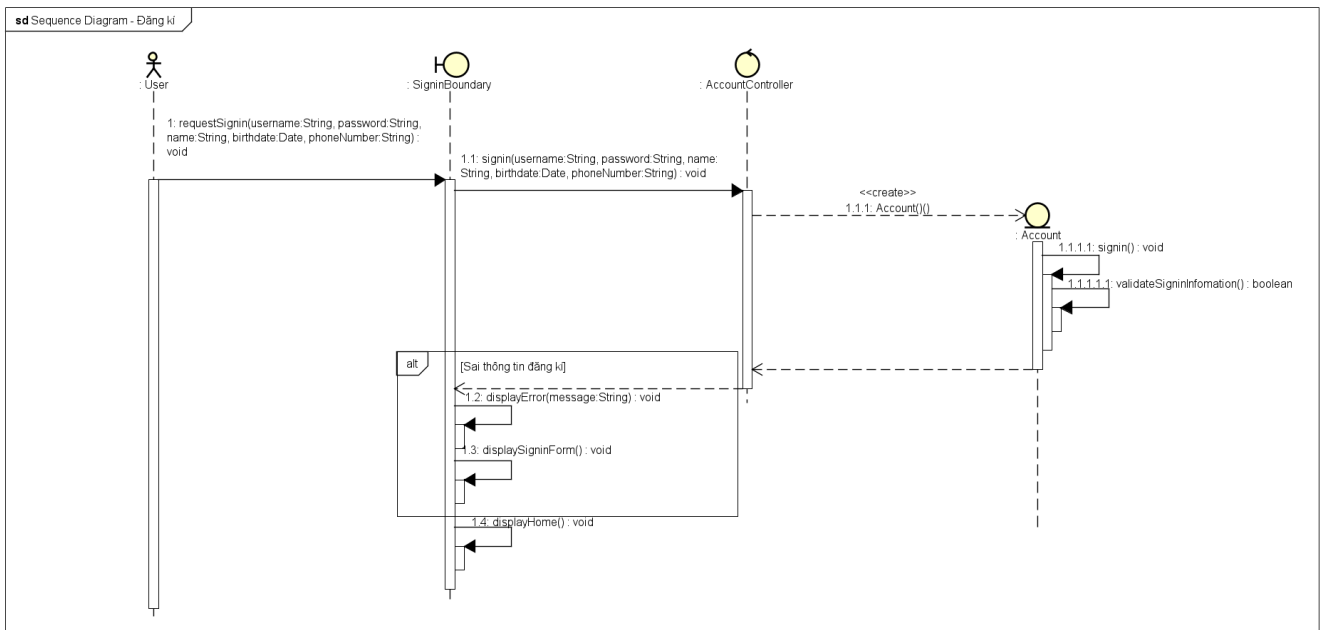 sd Sequence Diagram - Đăng kí
: User
: SigninBoundary
: AccountController
1: requestSignin(username:String, password:String,
name:String, birthdate:Date, phoneNumber:String) :
void
1.1: signin(username:String, password:String, name:
String, birthdate:Date, phoneNumber:String) : void
<<create>>
1.1.1: Account()()
: Account
1.1.1.1: signin() : void
1.1.1.1.1: validateSigninInfomation() : boolean
alt
[Sai thông tin đăng kí]
1.2: displayError(message:String) : void
1.3: displaySigninForm() : void
1.4: displayHome() : void